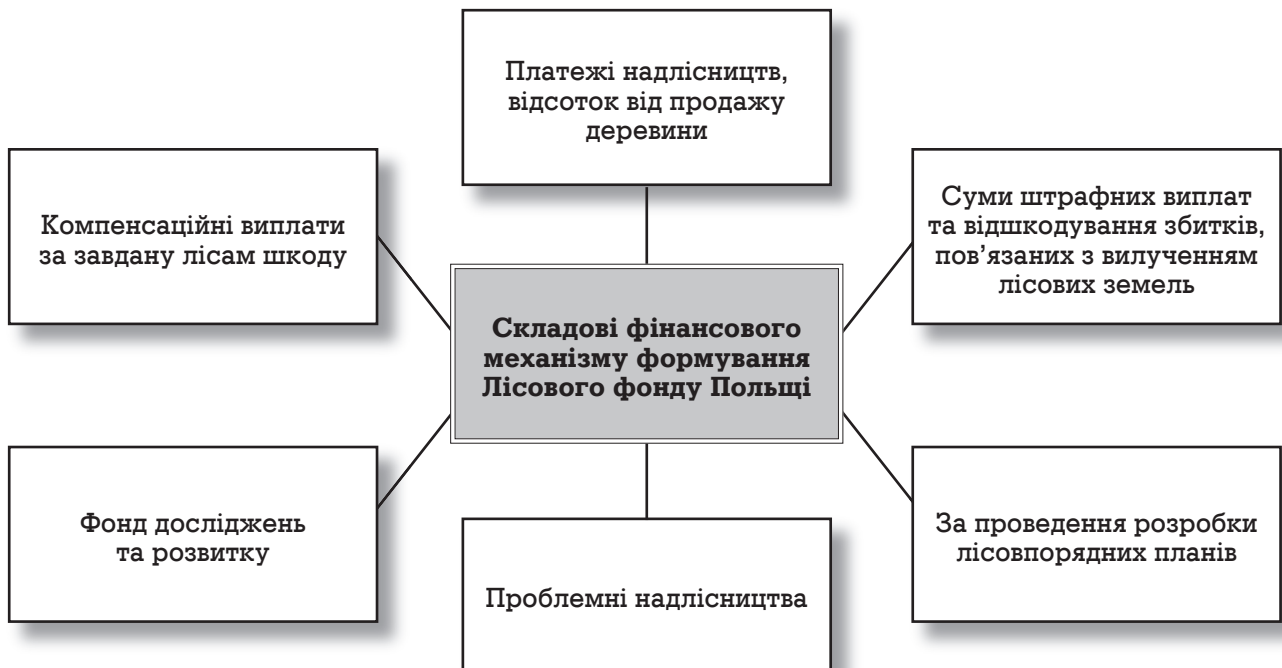 Платежі надлісництв,
відсоток від продажу
деревини
Компенсаційні виплати
за завдану лісам шкоду
Суми штрафних виплат
та відшкодування збитків,
пов’язаних з вилученням
лісових земель
Складові фінансового
механізму формування
Лісового фонду Польщі
Фонд досліджень
та розвитку
Проблемні надлісництва
За проведення розробки
лісовпорядних планів